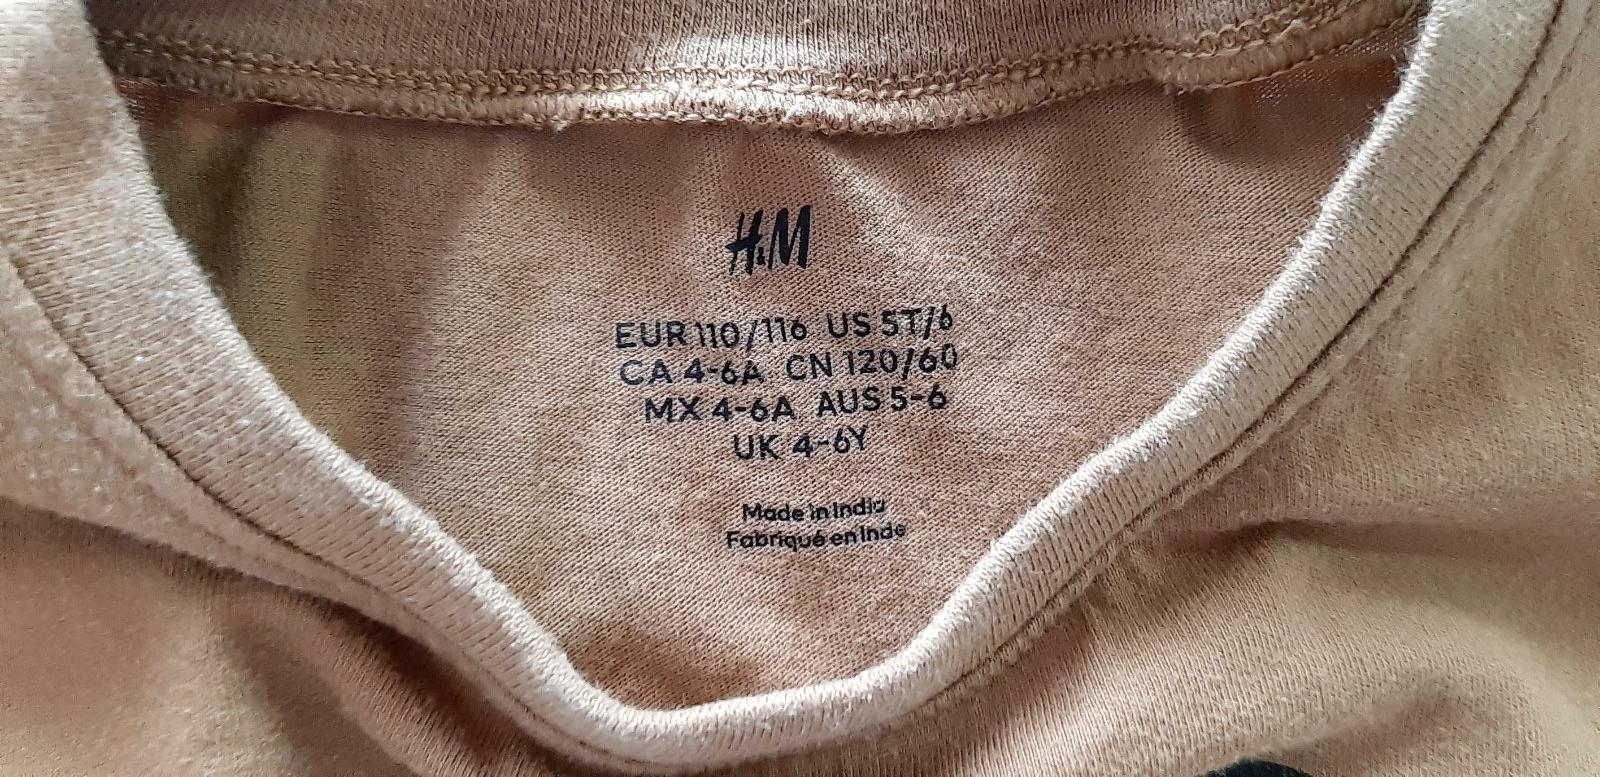 H&M
EUR 110/116 US 5T/6
CA 4-6A CN 120/60
MX 4-6A AUS 5-6
UK 4-6Y
Made in India
Fabriqué en Inde